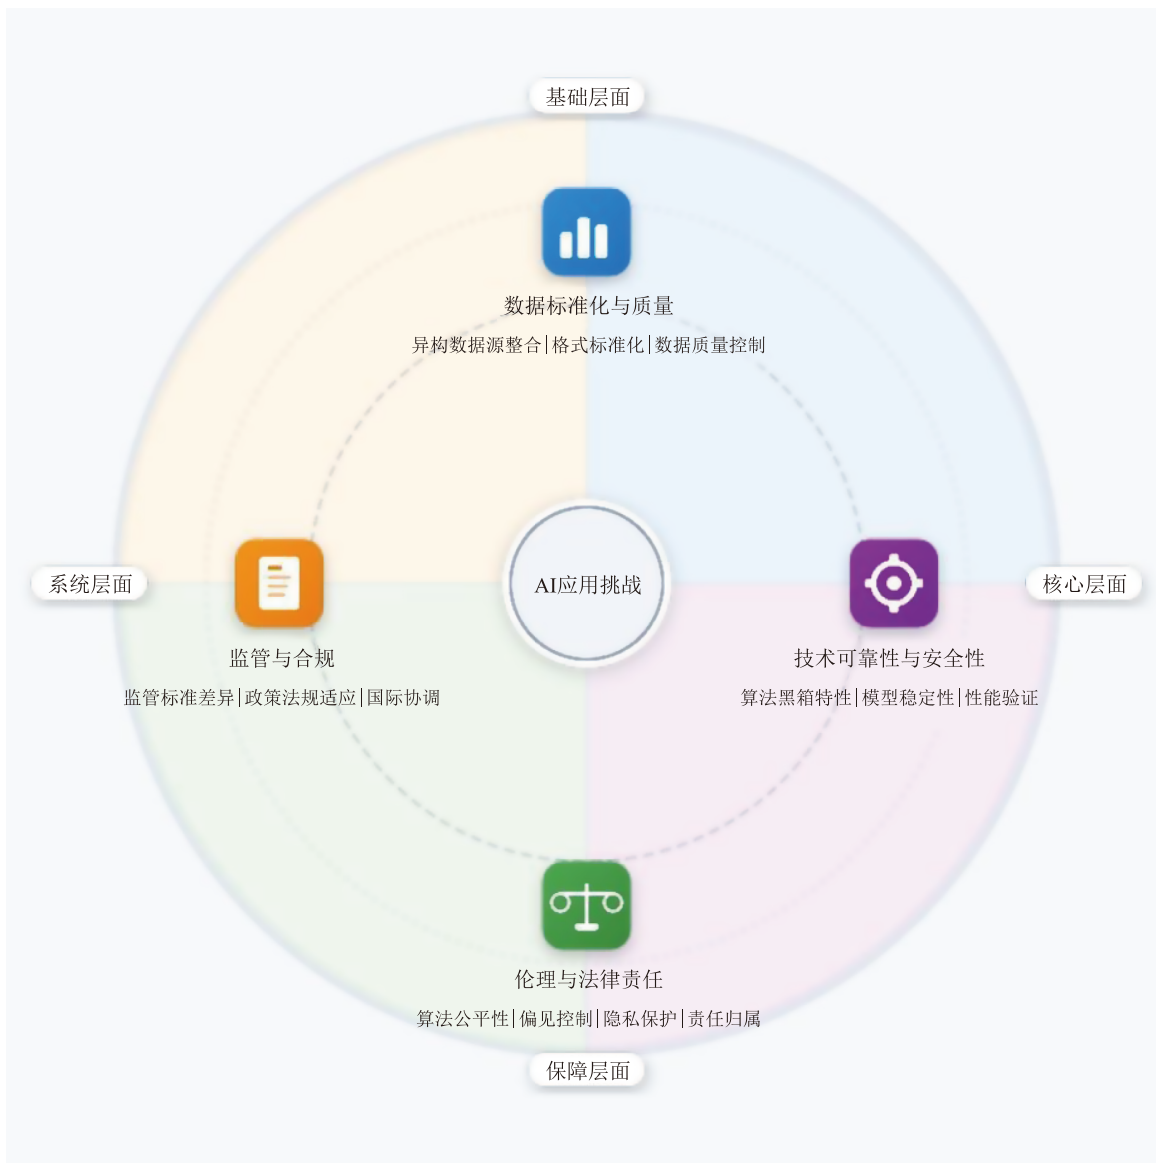 基础层面
数据标准化与质量
异构数据源整合|格式标准化|数据质量控制
系统层面
AI应用挑战
核心层面
监管与合规
监管标准差异|政策法规适应|国际协调
技术可靠性与安全性
算法黑箱特性|模型稳定性|性能验证
伦理与法律责任
算法公平性|偏见控制|隐私保护|责任归属
保障层面